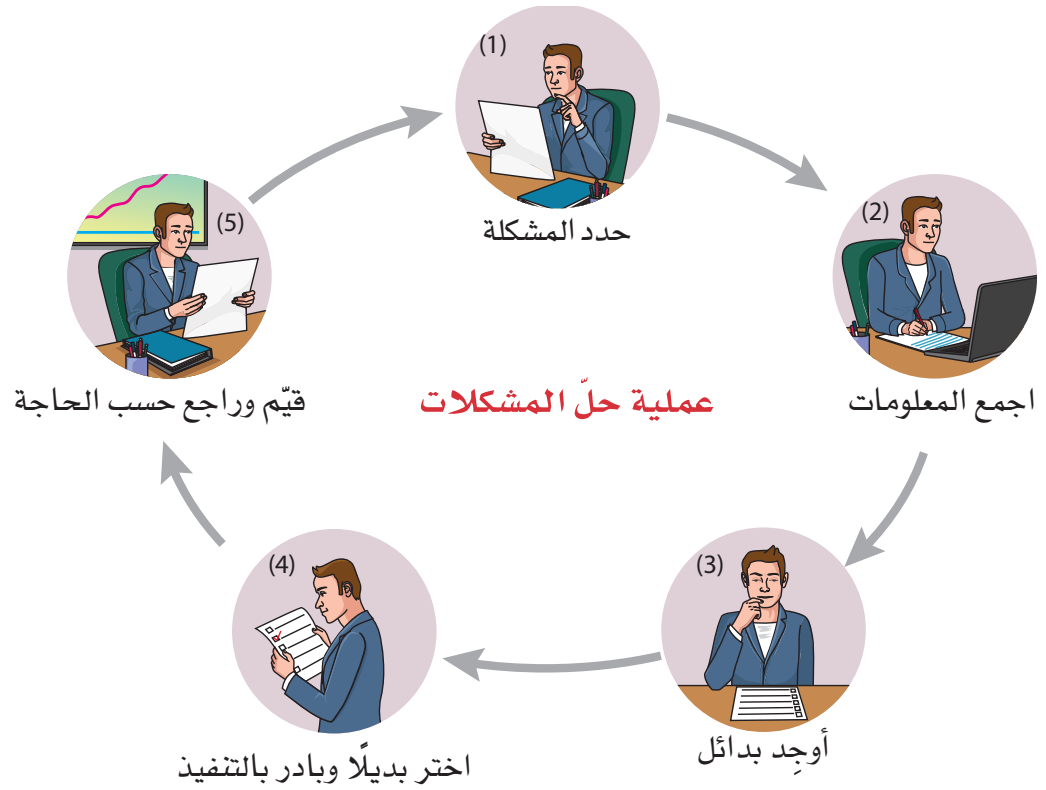 (1)
حدد المشكلة
(2)
اجمع المعلومات
(3)
أوجِد بدائل
(4)
اختر بديلًا وبادر بالتنفيذ
(5)
قيّم وراجع حسب الحاجة
عملية حلّ المشكلات